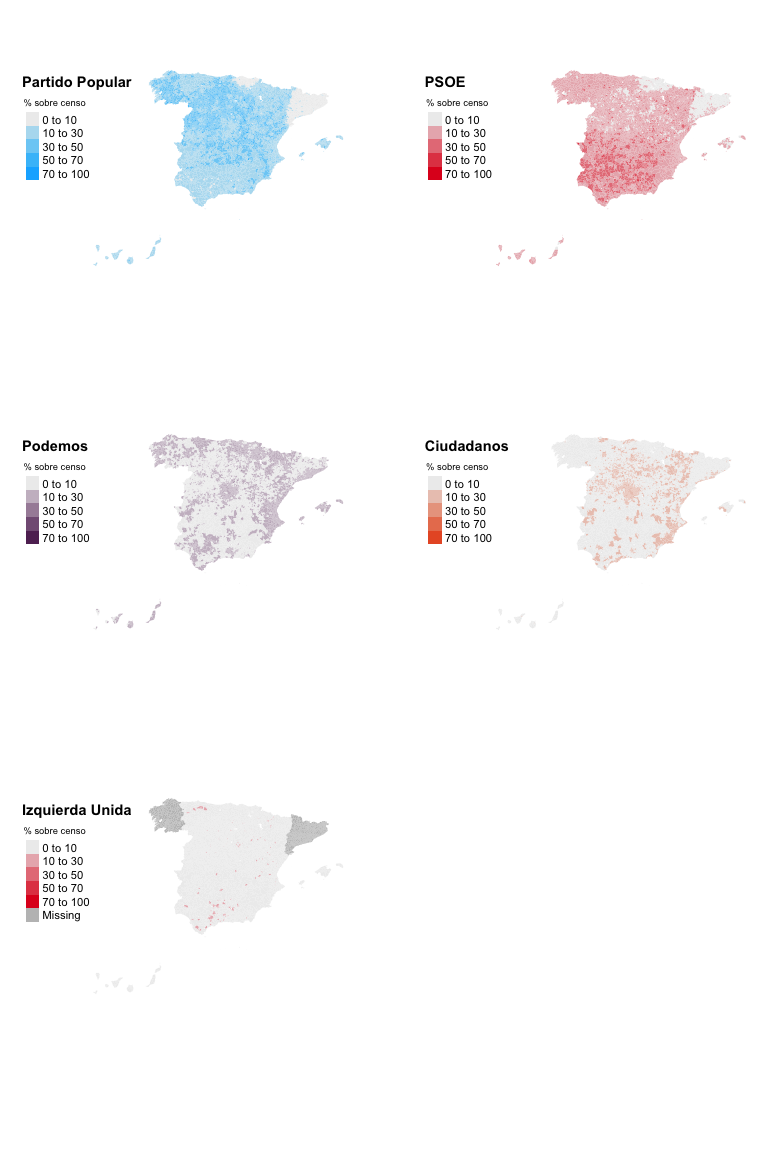 Partido Popular
% sobre censo
0 to 10
10 to 30
30 to 50
50 to 70
70 to 100
PSOE
% sobre censo
0 to 10
10 to 30
30 to 50
50 to 70
70 to 100
Podemos
% sobre censo
0 to 10
10 to 30
30 to 50
50 to 70
70 to 100
Ciudadanos
% sobre censo
0 to 10
10 to 30
30 to 50
50 to 70
70 to 100
Izquierda Unida
% sobre censo
0 to 10
10 to 30
30 to 50
50 to 70
70 to 100
Missing